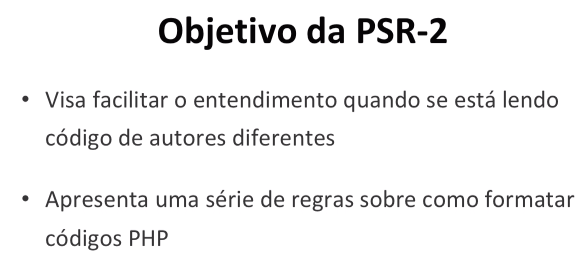 Objetivo da PSR-2
• Visa facilitar o entendimento quando se está lendo
código de autores diferentes
• Apresenta uma série de regras sobre como formatar
códigos PHP